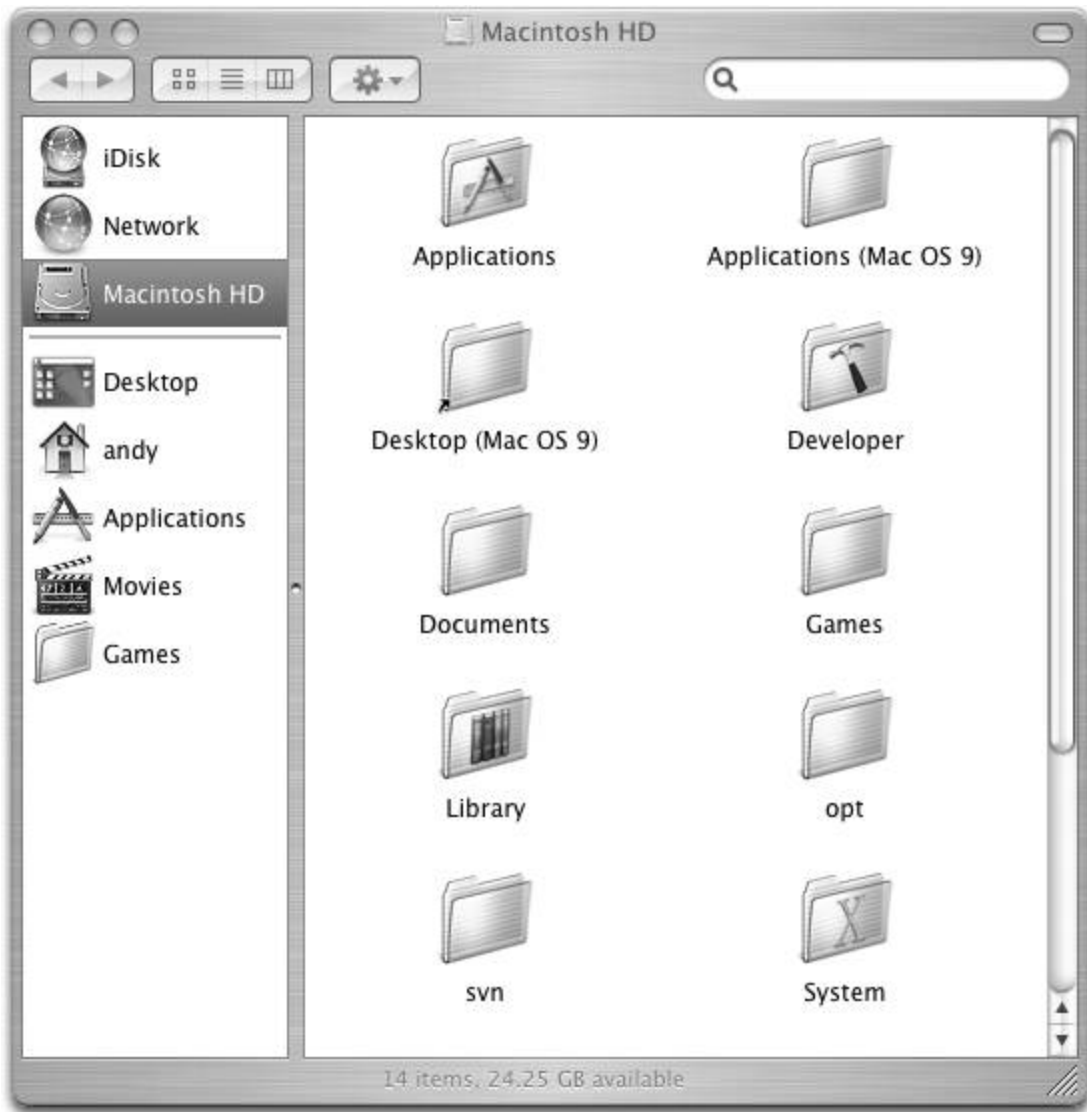 Macintosh HD
iDisk
Network
Macintosh HD
Desktop
andy
Applications
Movies
Games
Applications
Applications (Mac OS 9)
Desktop (Mac OS 9)
Developer
Documents
Games
Library
opt
svn
System
14 items, 24.25 GB available